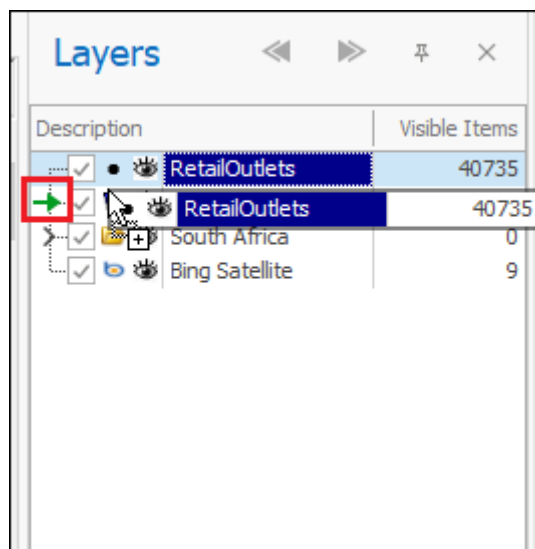 Layers
Description Visible Items
RetailOutlets 40735
RetailOutlets 40735
South Africa 0
Bing Satellite 9